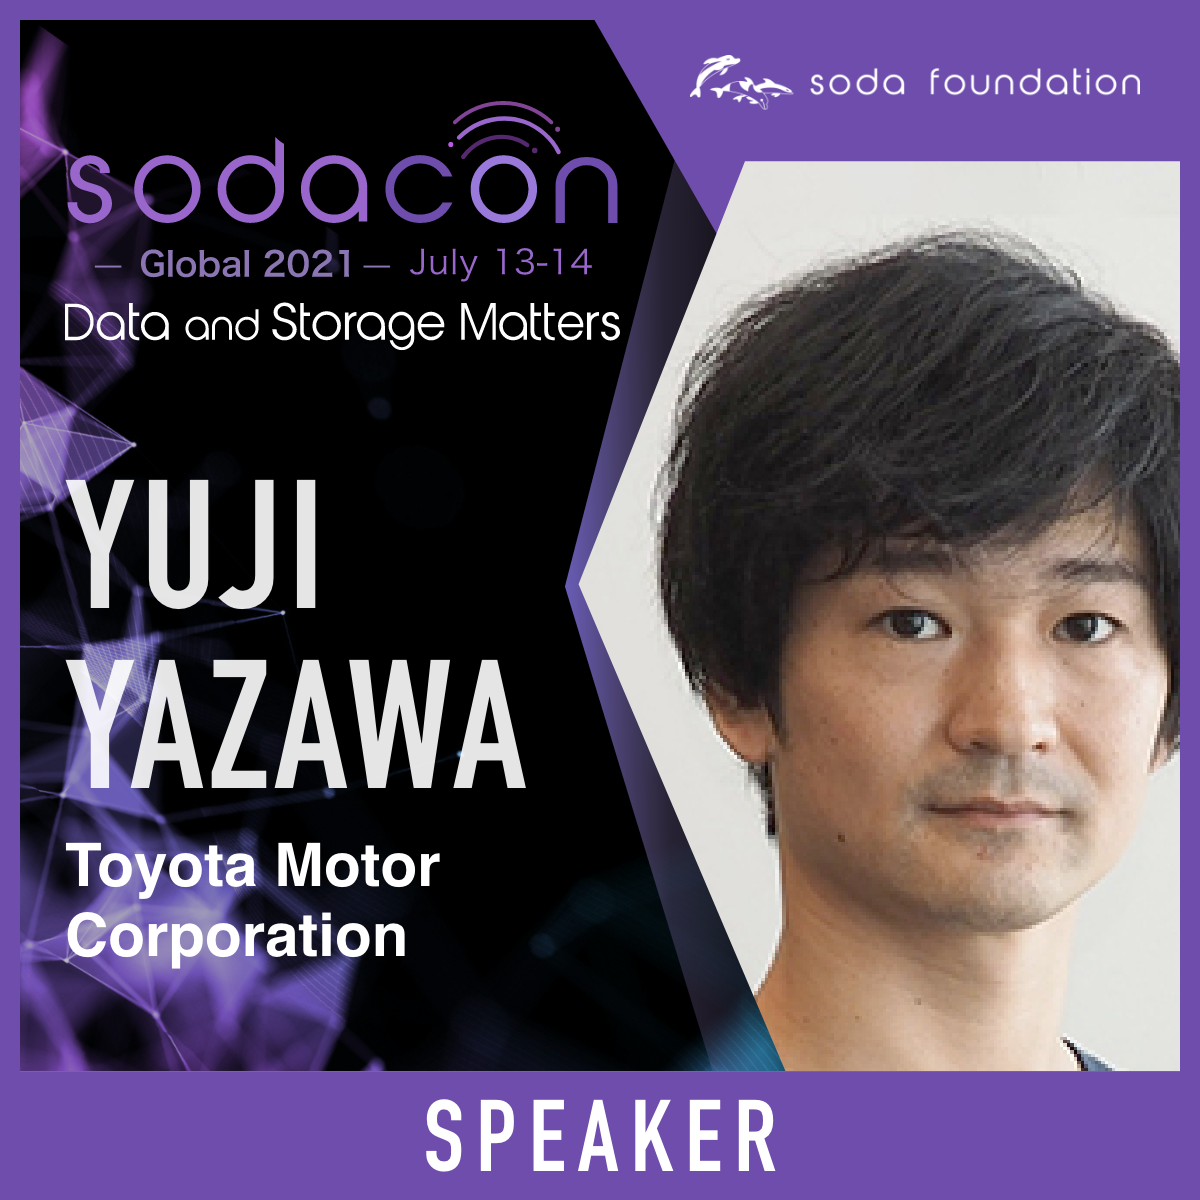 soda foundation
sodacon
— Global 2021 — July 13-14
Data and Storage Matters
YUJI
YAZAWA
Toyota Motor
Corporation
SPEAKER